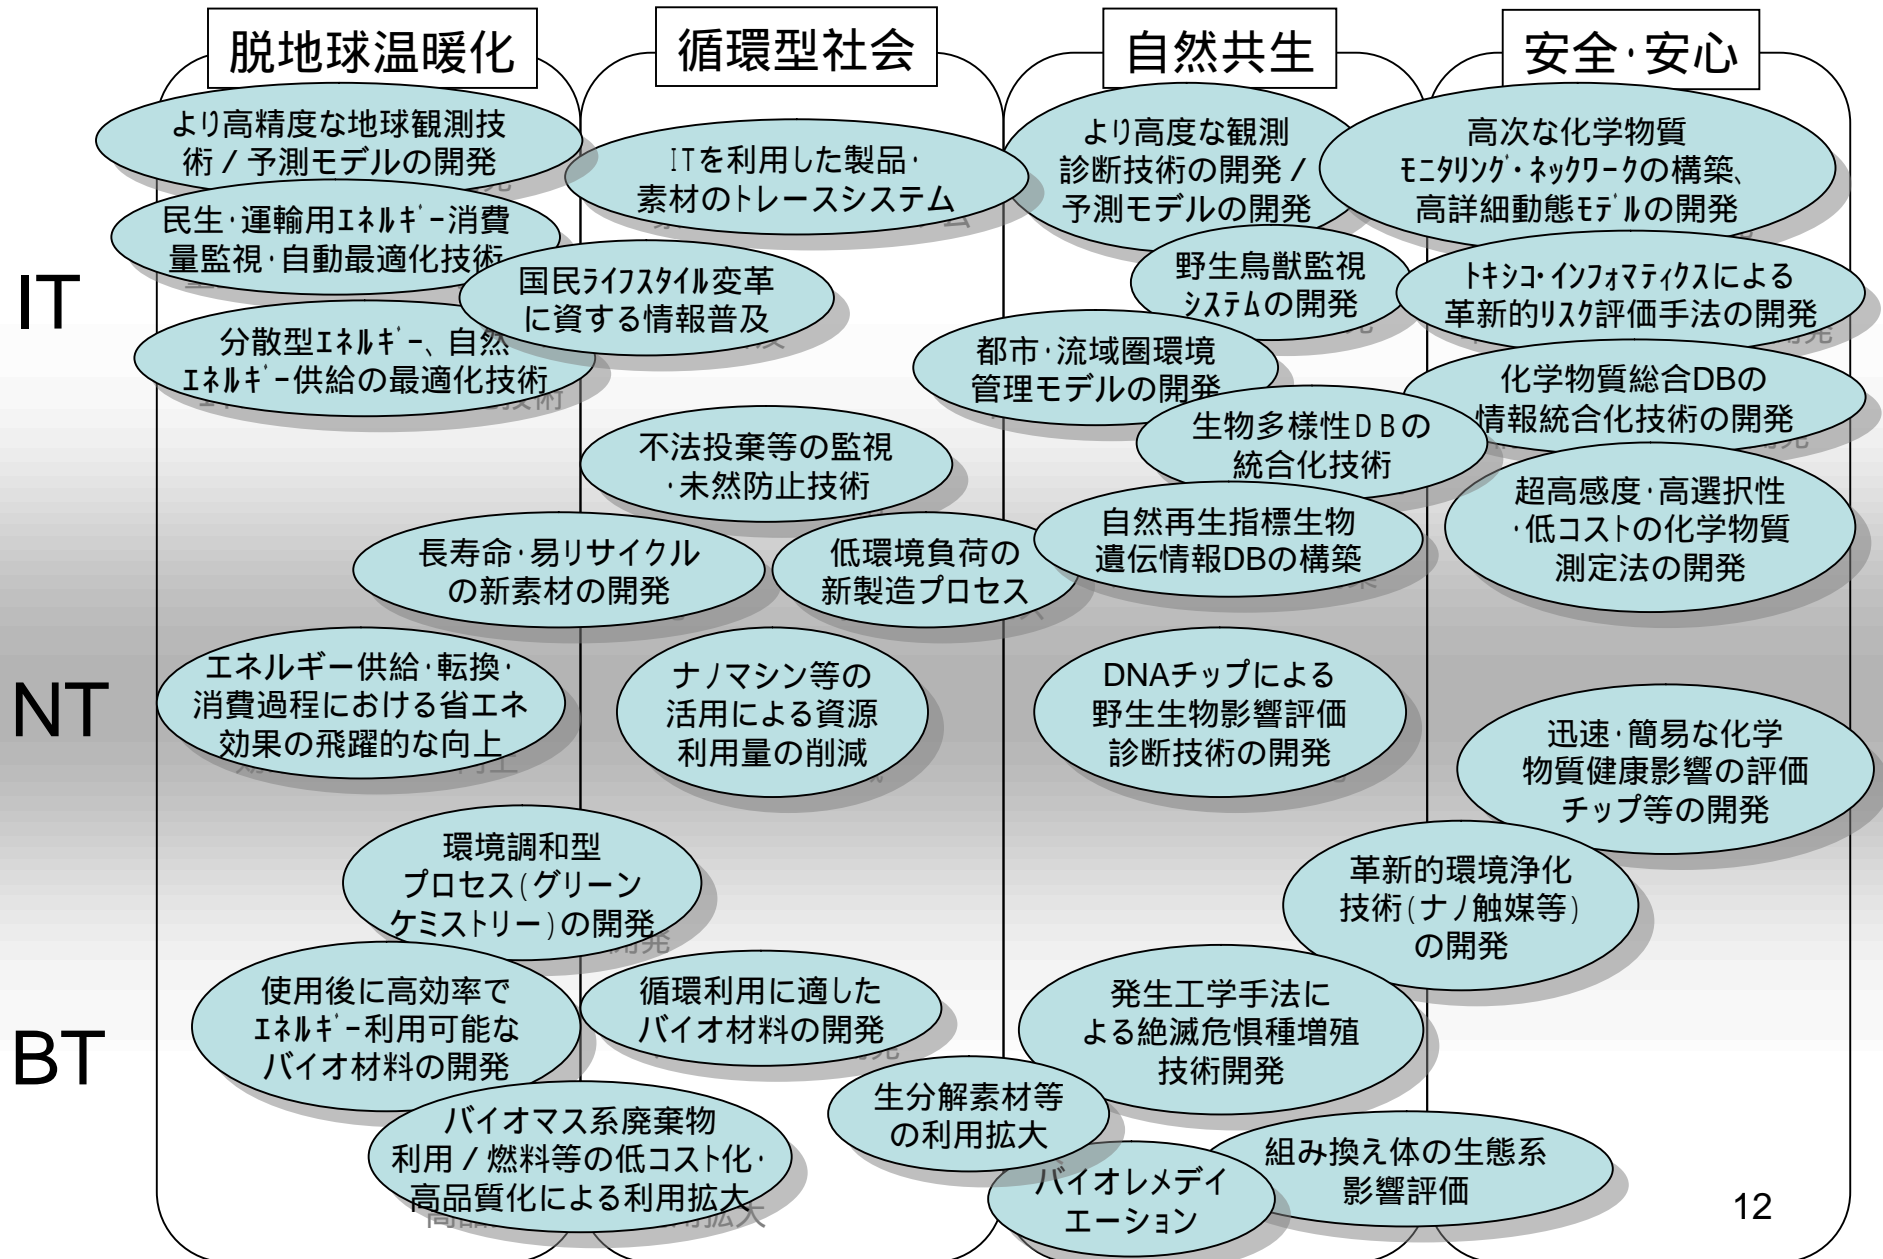 脱地球温暖化
循環型社会
自然共生
安全・安心
IT
より高精度な地球観測技
術/予測モデルの開発
民生・運輸用ｴﾈﾙｷﾞｰ消費
量監視・自動最適化技術
分散型ｴﾈﾙｷﾞｰ、自然
ｴﾈﾙｷﾞｰ供給の最適化技術
国民ﾗｲﾌｽﾀｲﾙ変革
に資する情報普及
ITを利用した製品・
素材のトレースシステム
不法投棄等の監視
・未然防止技術
より高度な観測
診断技術の開発/
予測モデルの開発
野生鳥獣監視
ｼｽﾃﾑの開発
都市・流域圏環境
管理モデルの開発
生物多様性DBの
統合化技術
自然再生指標生物
遺伝情報DBの構築
高次な化学物質
ﾓﾆﾀﾘﾝｸﾞ・ﾈｯｸﾜｰｸの構築、
高詳細動態ﾓﾃﾞﾙの開発
ﾄｷｼｺ・ｲﾝﾌｫﾏﾃｨｸｽによる
革新的ﾘｽｸ評価手法の開発
化学物質総合DBの
情報統合化技術の開発
超高感度・高選択性
・低コストの化学物質
測定法の開発
長寿命・易リサイクル
の新素材の開発
低環境負荷の
新製造プロセス
NT
エネルギー供給・転換・
消費過程における省エネ
効果の飛躍的な向上
ナノマシン等の
活用による資源
利用量の削減
DNAチップによる
野生生物影響評価
診断技術の開発
迅速・簡易な化学
物質健康影響の評価
チップ等の開発
環境調和型
プロセス(グリーン
ケミストリー)の開発
革新的環境浄化
技術(ナノ触媒等)
の開発
BT
使用後に高効率で
ｴﾈﾙｷﾞｰ利用可能な
バイオ材料の開発
循環利用に適した
バイオ材料の開発
発生工学手法に
よる絶滅危惧種増殖
技術開発
バイオマス系廃棄物
利用/燃料等の低コスト化・
高品質化による利用拡大
生分解素材等
の利用拡大
バイオレメデイ
エーション
組み換え体の生態系
影響評価
12